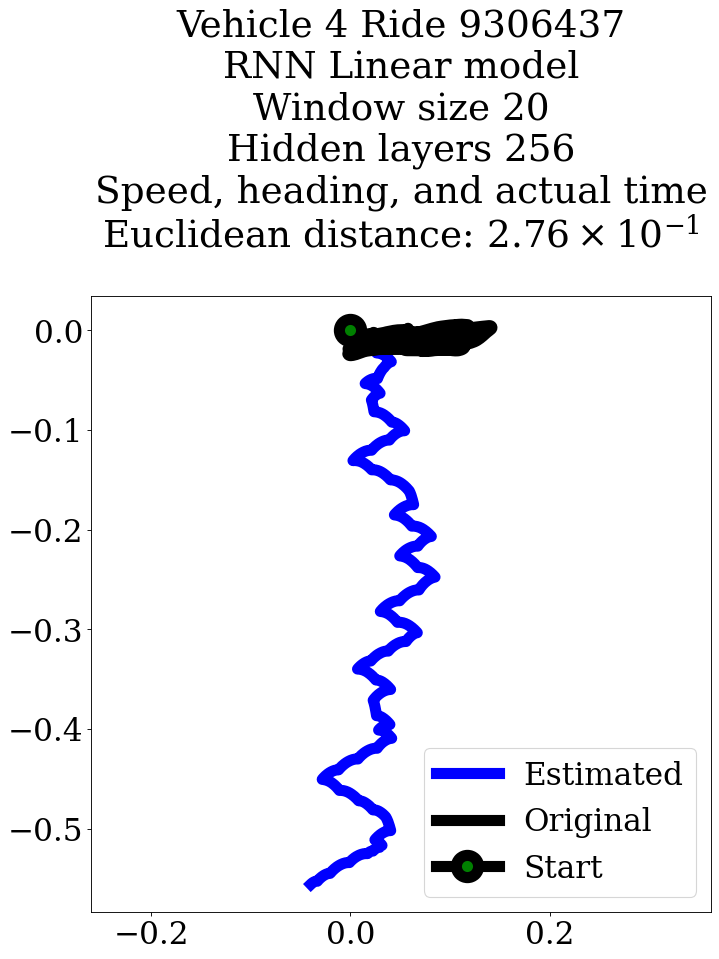 Vehicle 4 Ride 9306437
RNN Linear model
Window size 20
Hidden layers 256
Speed, heading, and actual time
Euclidean distance: 2.76 × 10⁻¹
0.0
−0.1
−0.2
−0.3
−0.4
−0.5
Estimated
Original
Start
−0.2
0.0
0.2